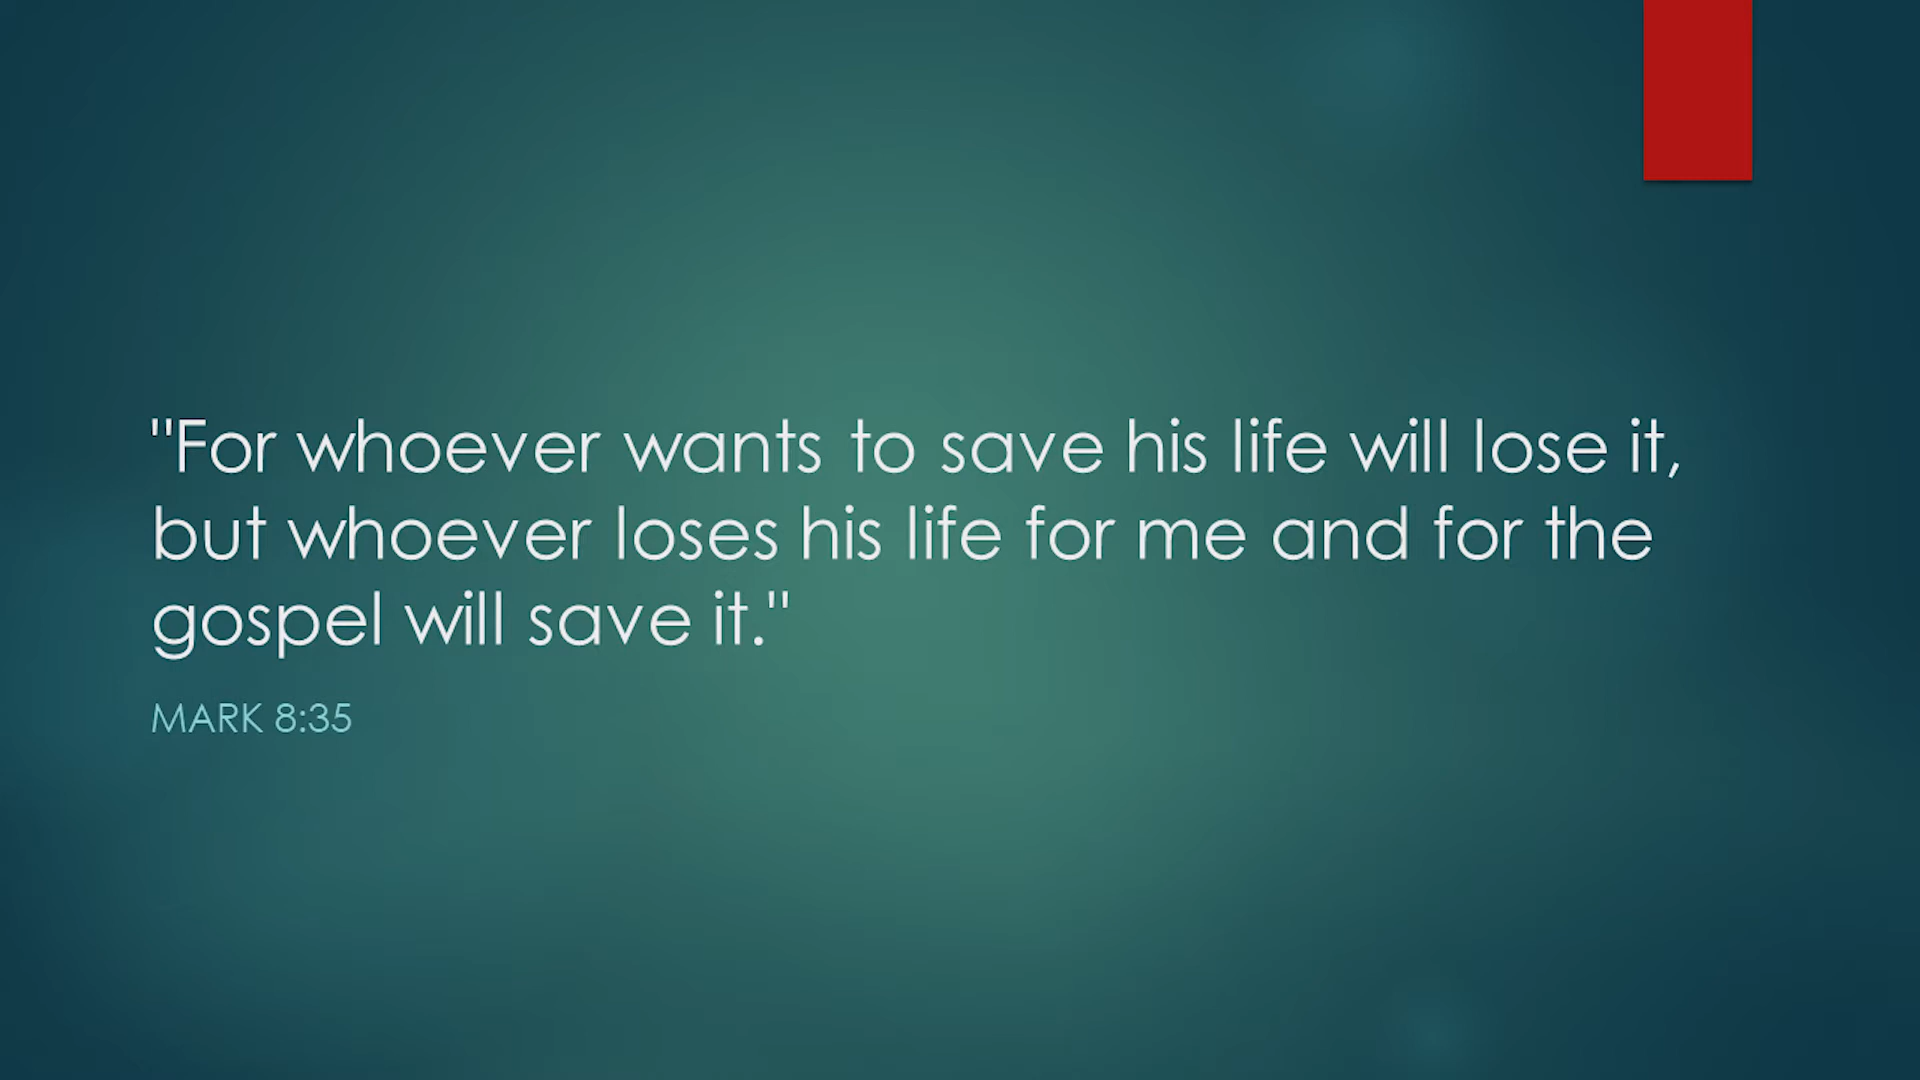 "For whoever wants to save his life will lose it,
but whoever loses his life for me and for the
gospel will save it."
MARK 8:35